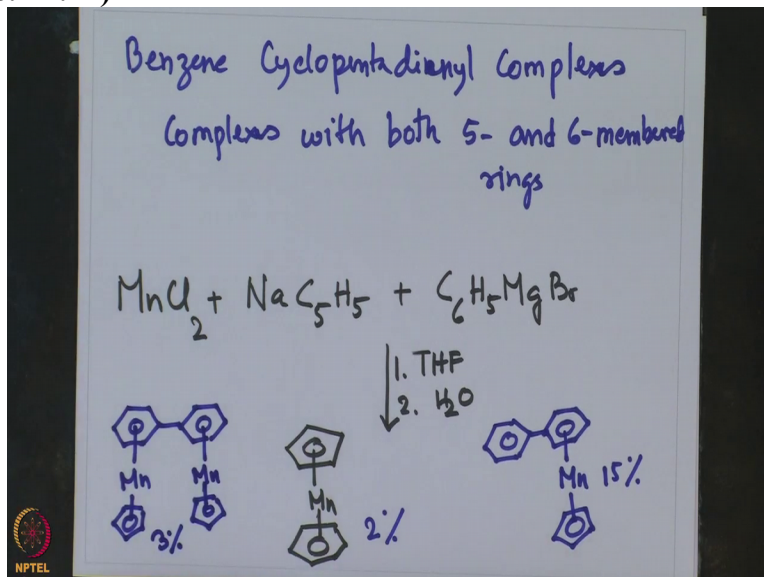 Benzene Cyclopentadienyl Complexes
Complexes with both 5- and 6-membered
rings
MnCl2 + NaC5H5 + C6H5MgBr
1. THF
2. H2O
Mn Mn
3%
Mn
2%
Mn 15%
NPTEL